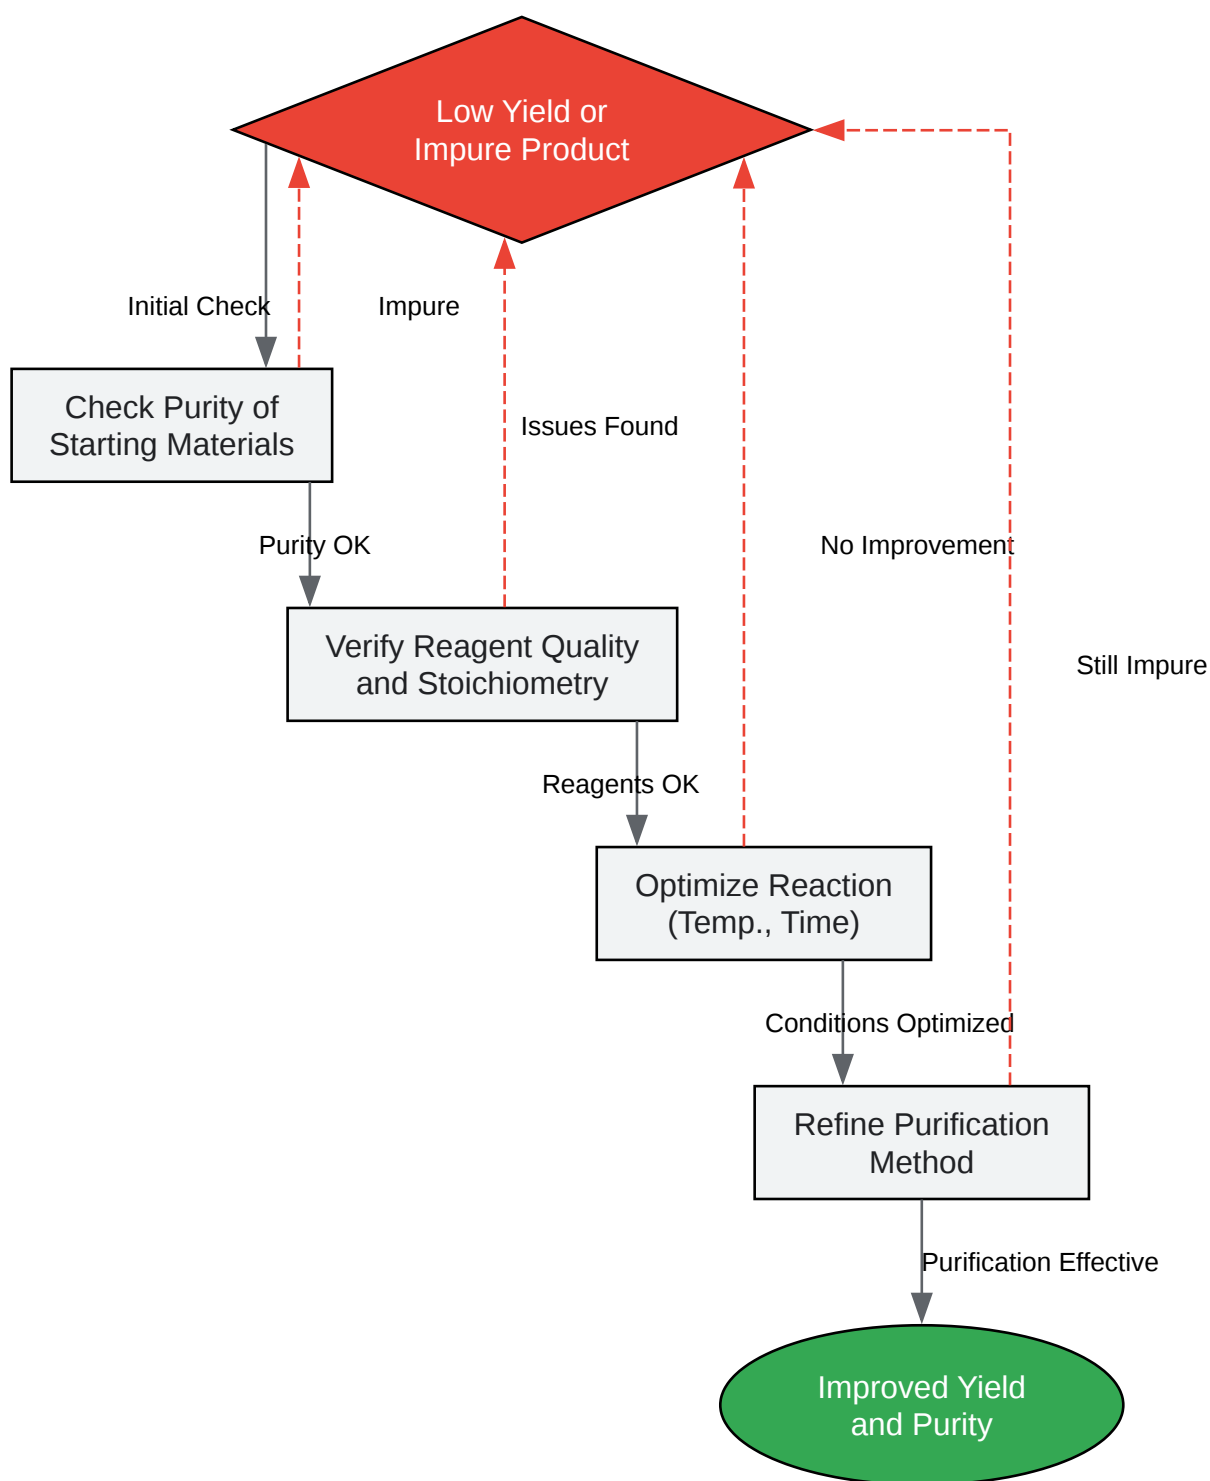 Low Yield or
Impure Product
Initial Check
Impure
Check Purity of
Starting Materials
Issues Found
Purity OK
No Improvement
Verify Reagent Quality
and Stoichiometry
Still Impure
Reagents OK
Optimize Reaction
(Temp., Time)
Conditions Optimized
Refine Purification
Method
Purification Effective
Improved Yield
and Purity